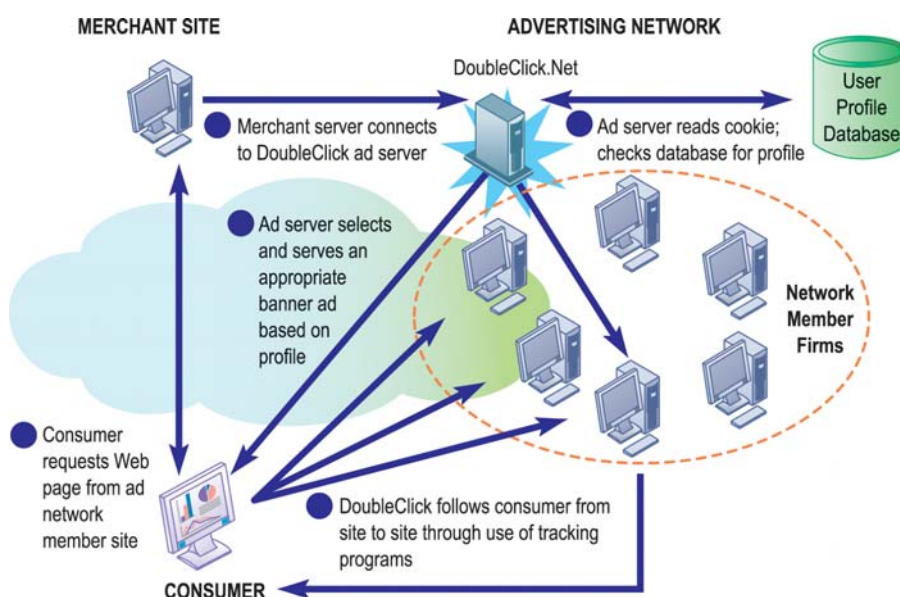 MERCHANT SITE
ADVERTISING NETWORK
DoubleClick.Net
User
Profile
Database
Merchant server connects
to DoubleClick ad server
Ad server reads cookie;
checks database for profile
Ad server selects
and serves an
appropriate
banner ad
based on
profile
Network
Member
Firms
Consumer
requests Web
page from ad
network
member site
DoubleClick follows consumer from
site to site through use of tracking
programs
CONSUMER